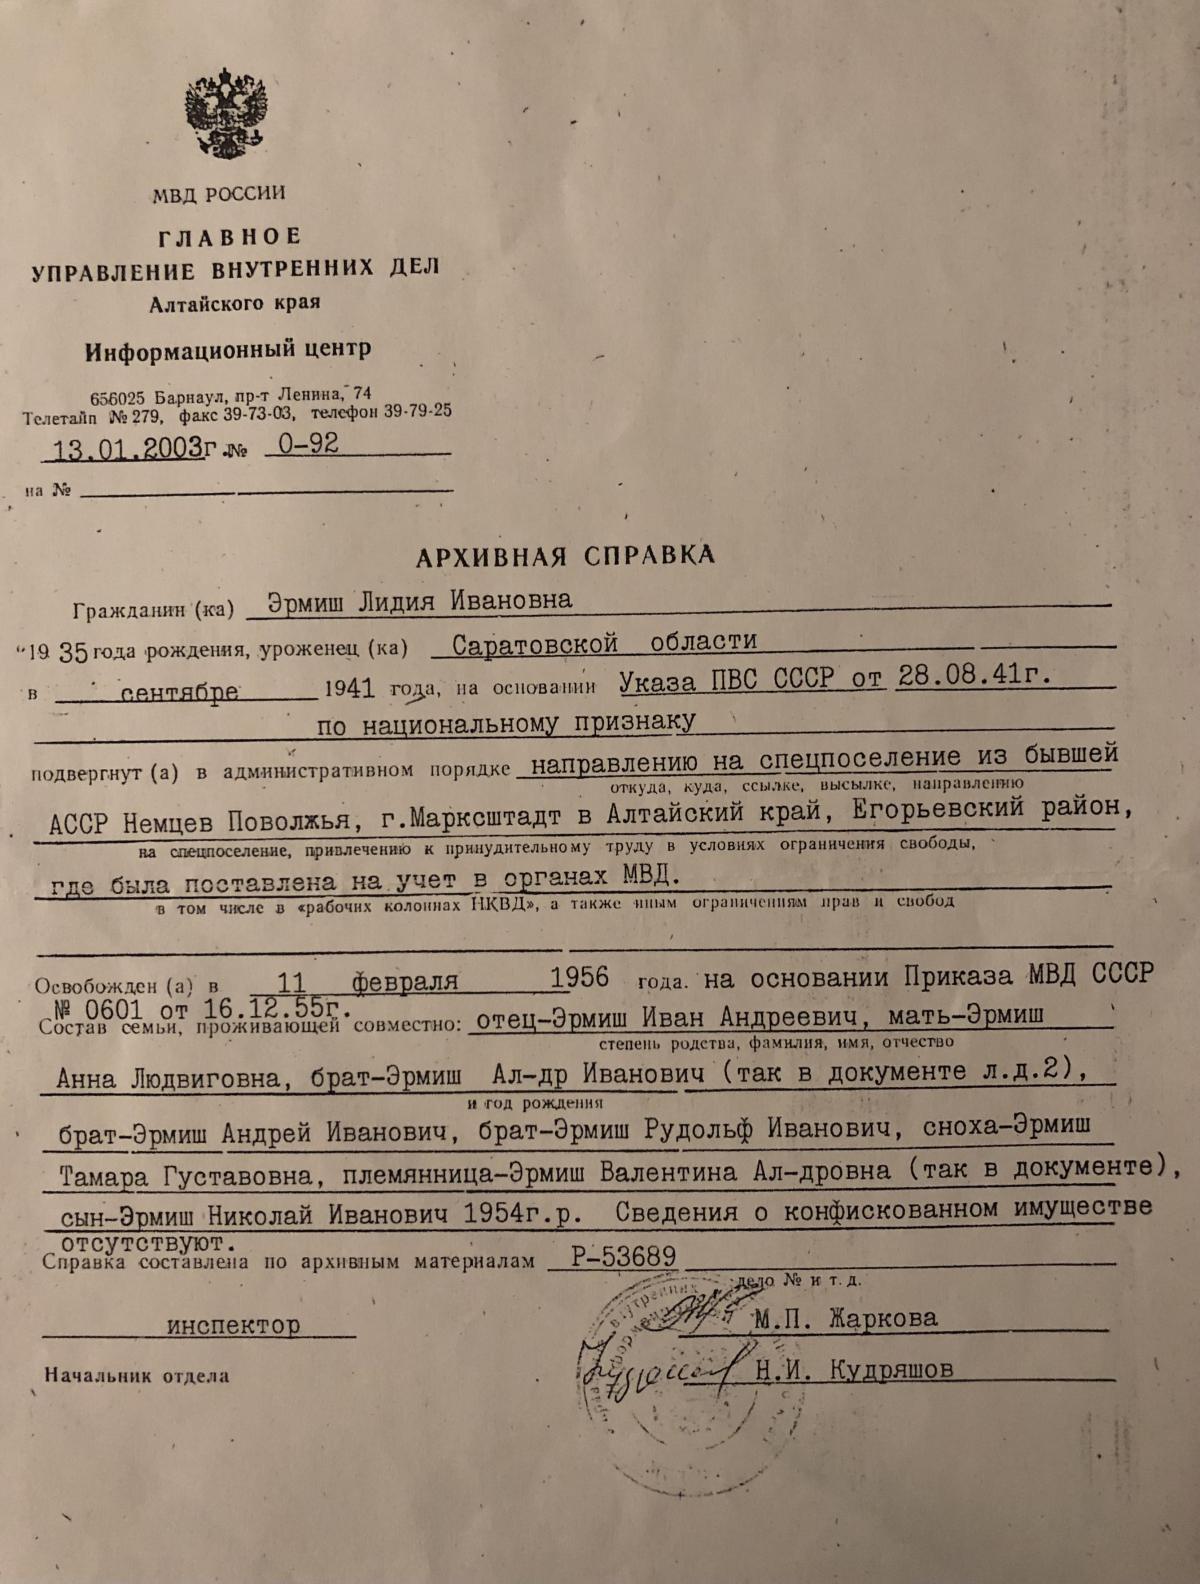 МВД РОССИИ
ГЛАВНОЕ
УПРАВЛЕНИЕ ВНУТРЕННИХ ДЕЛ
Алтайского края
Информационный центр
656025 Барнаул, пр-т Ленина, 74
Телетайп № 279, факс 39-73-03, телефон 39-79-25
13.01.2003г. № 0-92
на №
АРХИВНАЯ СПРАВКА
Гражданин (ка) Эрмиш Лидия Ивановна
"19 35 года рождения, уроженец (ка) Саратовской области
в сентябре 1941 года, на основании Указа ПВС СССР от 28.08.41г.
по национальному признаку
подвергнут (а) в административном порядке направлению на спецпоселение из бывшей
откуда, куда, ссылке, высылке, направлению
АССР Немцев Поволжья, г.Марксштадт в Алтайский край, Егорьевский район,
на спецпоселение, привлечению к принудительному труду в условиях ограничения свободы,
где была поставлена на учет в органах МВД.
в том числе в «рабочих колоннах НКВД», а также иным ограничениям прав и свобод
Освобожден (а) в 11 февраля 1956 года. на основании Приказа МВД СССР
№ 0601 от 16.12.55г.
Состав семьи, проживающей совместно: отец-Эрмиш Иван Андреевич, мать-Эрмиш
степень родства, фамилия, имя, отчество
Анна Людвиговна, брат-Эрмиш Ал-др Иванович (так в документе л.д.2),
и год рождения
брат-Эрмиш Андрей Иванович, брат-Эрмиш Рудольф Иванович, сноха-Эрмиш
Тамара Густавовна, племянница-Эрмиш Валентина Ал-дровна (так в документе),
сын-Эрмиш Николай Иванович 1954г.р. Сведения о конфискованном имуществе
отсутствуют.
Справка составлена по архивным материалам Р-53689
дело № и т. д.
инспектор М.П. Жаркова
Начальник отдела Н.И. Кудряшов